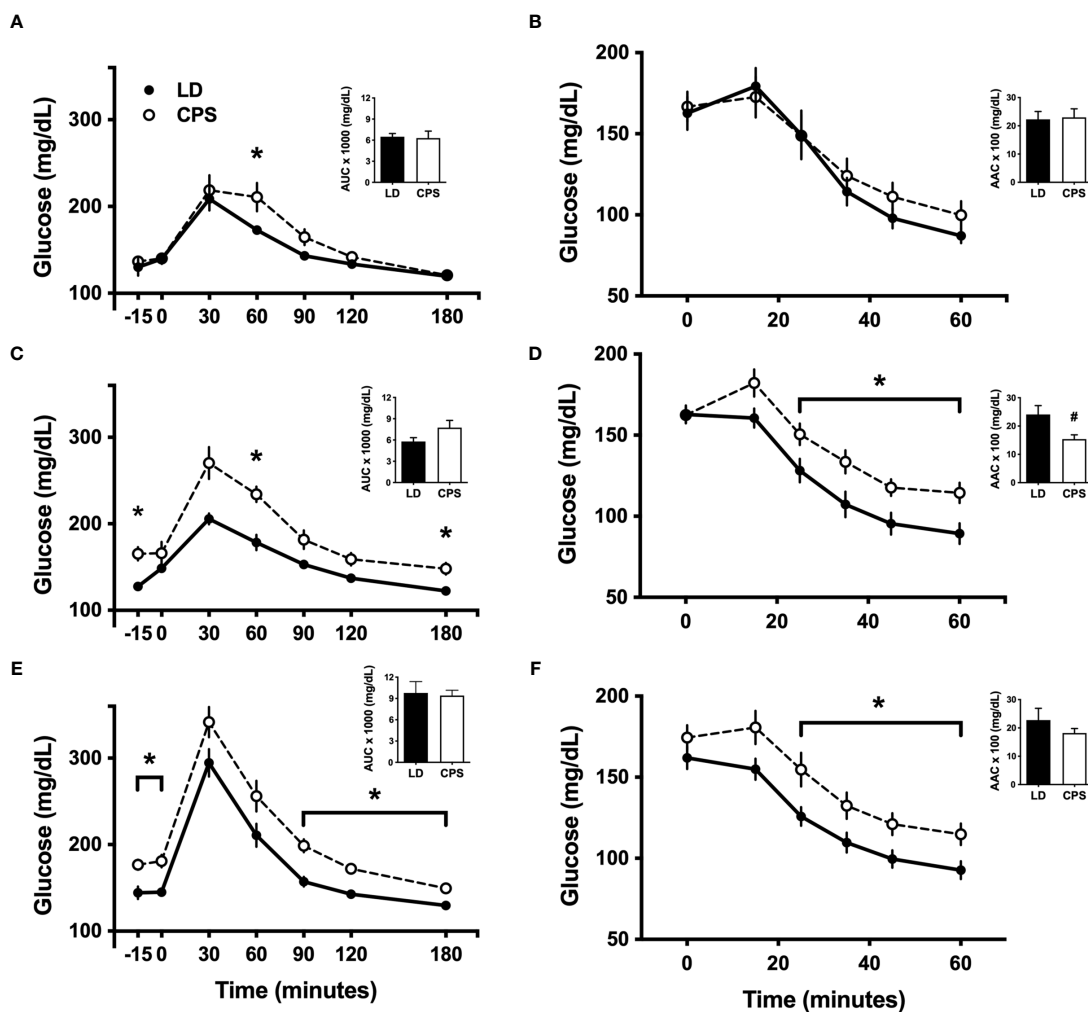 A
Glucose (mg/dL)
300
200
100
-15 0 30 60 90 120 180
LD
CPS
*
AUC x 1000 (mg/dL)
12
9
6
3
0
LD CPS
B
Glucose (mg/dL)
200
150
100
50
0 20 40 60
AAC x 100 (mg/dL)
30
20
10
0
LD CPS
C
Glucose (mg/dL)
300
200
100
-15 0 30 60 90 120 180
*
*
*
AUC x 1000 (mg/dL)
12
9
6
3
0
LD CPS
D
Glucose (mg/dL)
200
150
100
50
0 20 40 60
*
AAC x 100 (mg/dL)
30
20
10
0
#
LD CPS
E
Glucose (mg/dL)
300
200
100
-15 0 30 60 90 120 180
Time (minutes)
*
*
AUC x 1000 (mg/dL)
12
9
6
3
0
LD CPS
F
Glucose (mg/dL)
200
150
100
50
0 20 40 60
Time (minutes)
*
AAC x 100 (mg/dL)
30
20
10
0
LD CPS